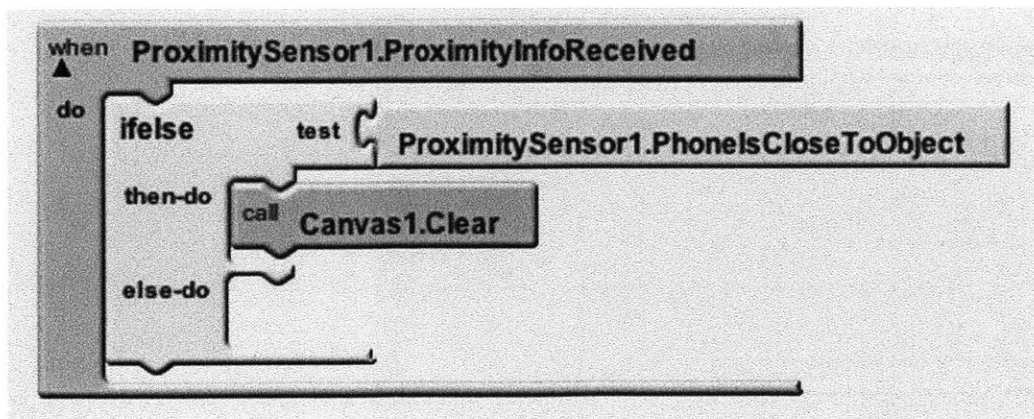 when ProximitySensor1.ProximityInfoReceived
do
ifelse test ProximitySensor1.PhoneIsCloseToObject
then-do call Canvas1.Clear
else-do